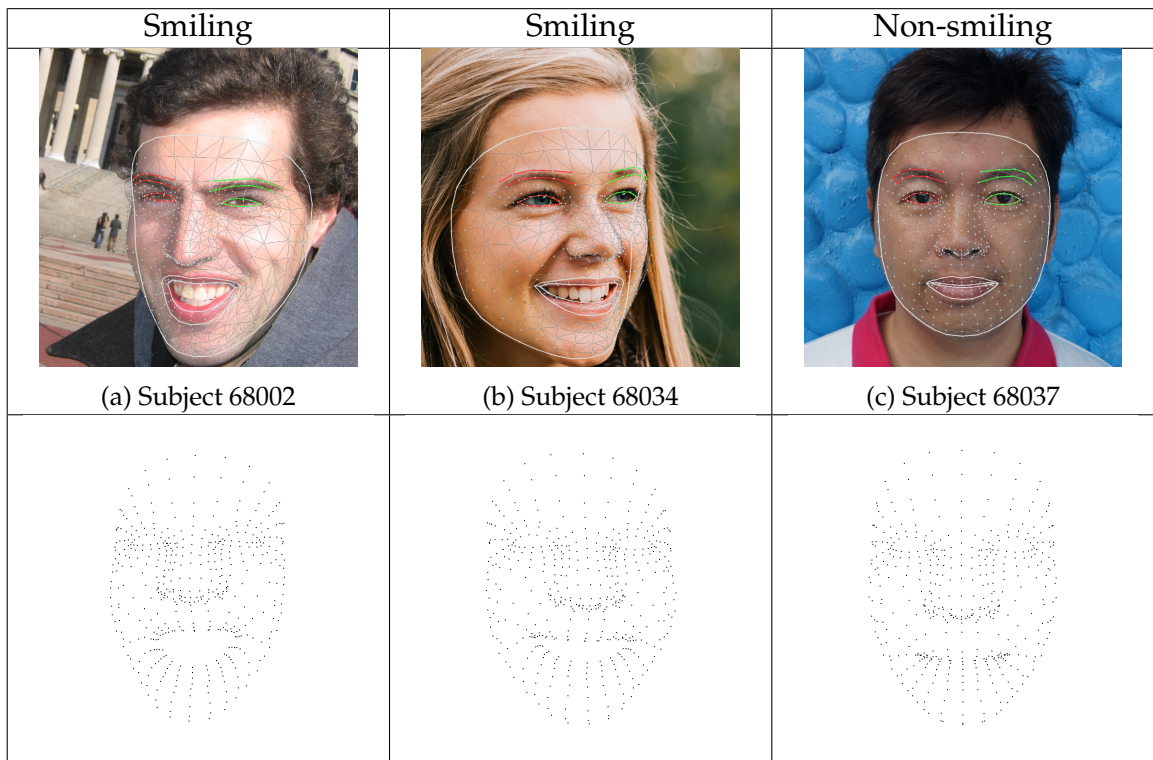 Smiling
Smiling
Non-smiling
(a) Subject 68002
(b) Subject 68034
(c) Subject 68037